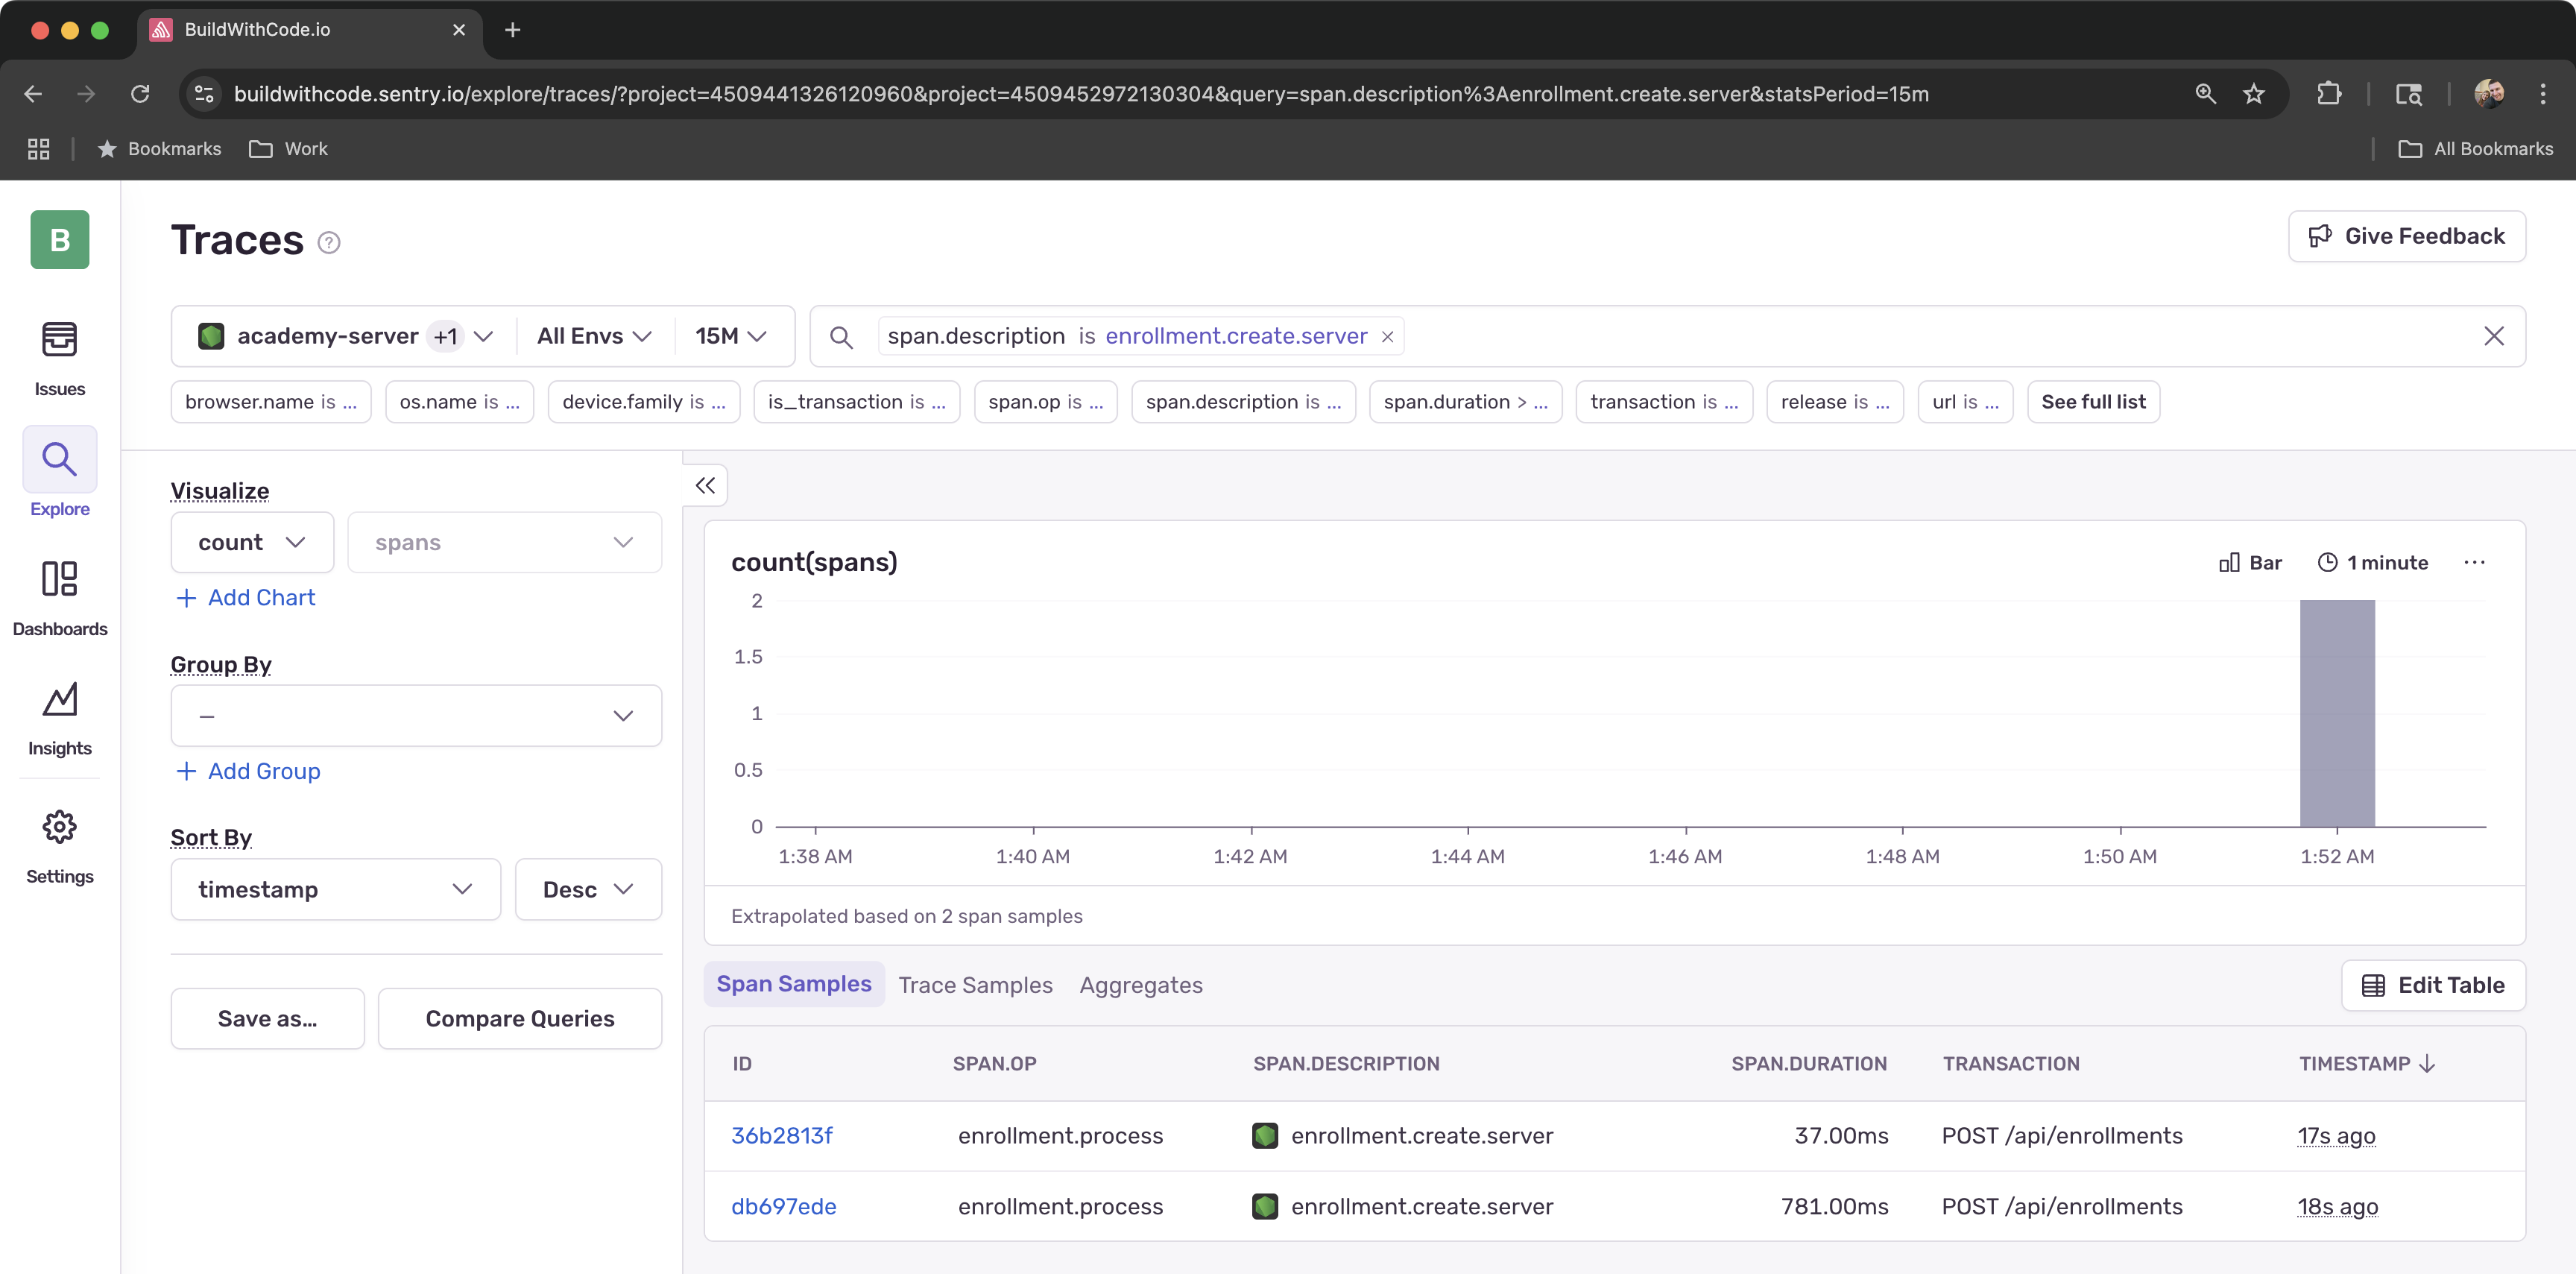 BuildWithCode.io
buildwithcode.sentry.io/explore/traces/?project=4509441326120960&project=4509452972130304&query=span.description%3Aenrollment.create.server&statsPeriod=15m
Bookmarks Work All Bookmarks
B
Issues
Explore
Dashboards
Insights
Settings
Traces ?
Give Feedback
academy-server +1 All Envs 15M
span.description is enrollment.create.server
browser.name is ... os.name is ... device.family is ... is_transaction is ... span.op is ... span.description is ... span.duration > ... transaction is ... release is ... url is ... See full list
Visualize
count spans
+ Add Chart
Group By
—
+ Add Group
Sort By
timestamp Desc
Save as... Compare Queries
count(spans) Bar 1 minute
2
1.5
1
0.5
0
1:38 AM 1:40 AM 1:42 AM 1:44 AM 1:46 AM 1:48 AM 1:50 AM 1:52 AM
Extrapolated based on 2 span samples
Span Samples Trace Samples Aggregates Edit Table
ID SPAN.OP SPAN.DESCRIPTION SPAN.DURATION TRANSACTION TIMESTAMP
36b2813f enrollment.process enrollment.create.server 37.00ms POST /api/enrollments 17s ago
db697ede enrollment.process enrollment.create.server 781.00ms POST /api/enrollments 18s ago